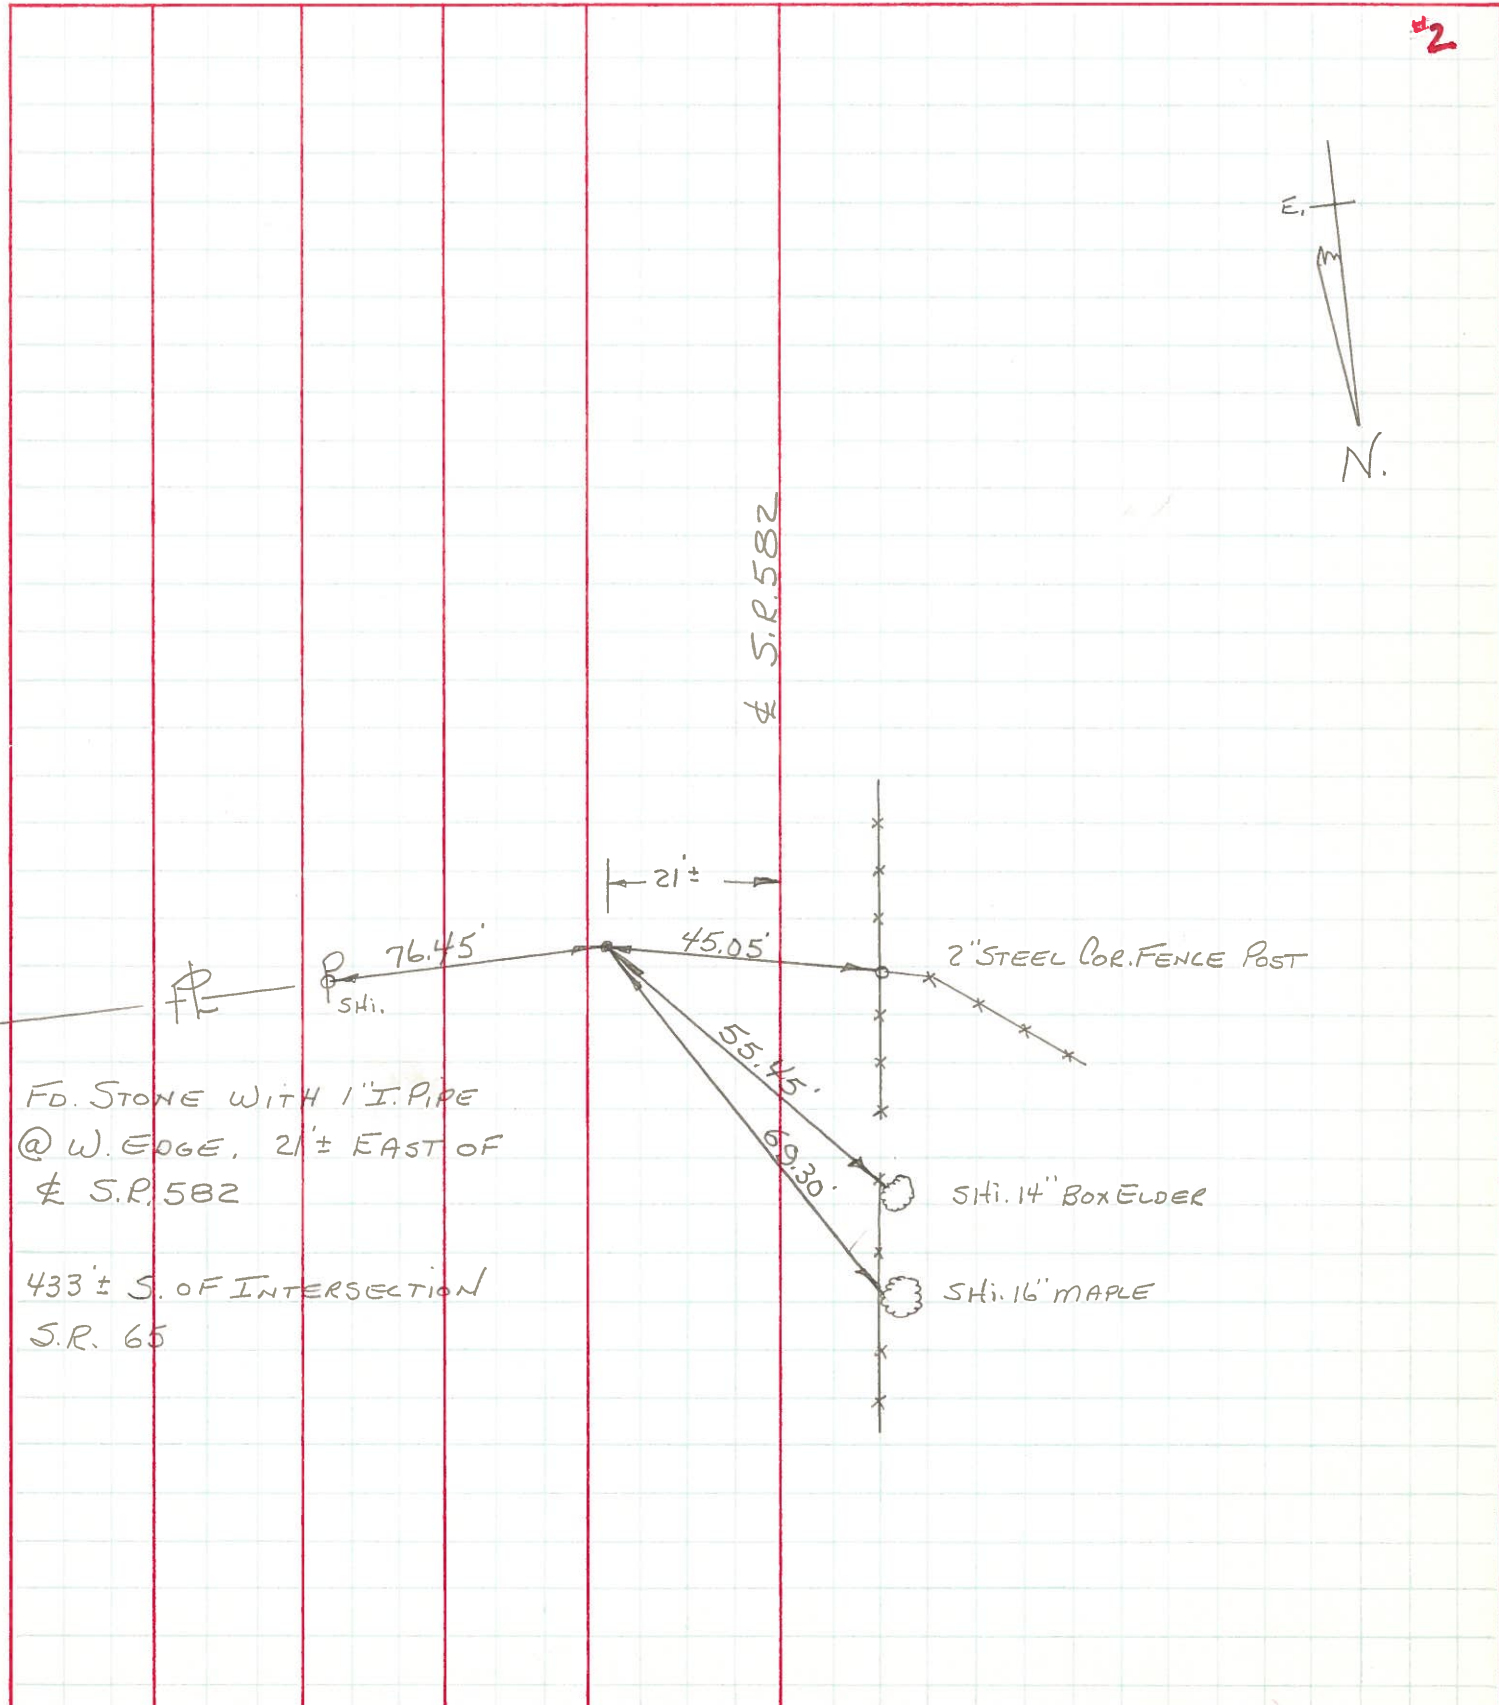 #2
E.
N.
℄ S.R. 582
21'±
76.45'
45.05'
2" STEEL COR. FENCE POST
P
SHi.
PL
55.45'
FD. STONE WITH 1" I. PIPE
@ W. EDGE, 21'± EAST OF
℄ S.R. 582
69.30'
SHi. 14" BOX ELDER
433'± S. OF INTERSECTION
S.R. 65
SHi. 16" MAPLE